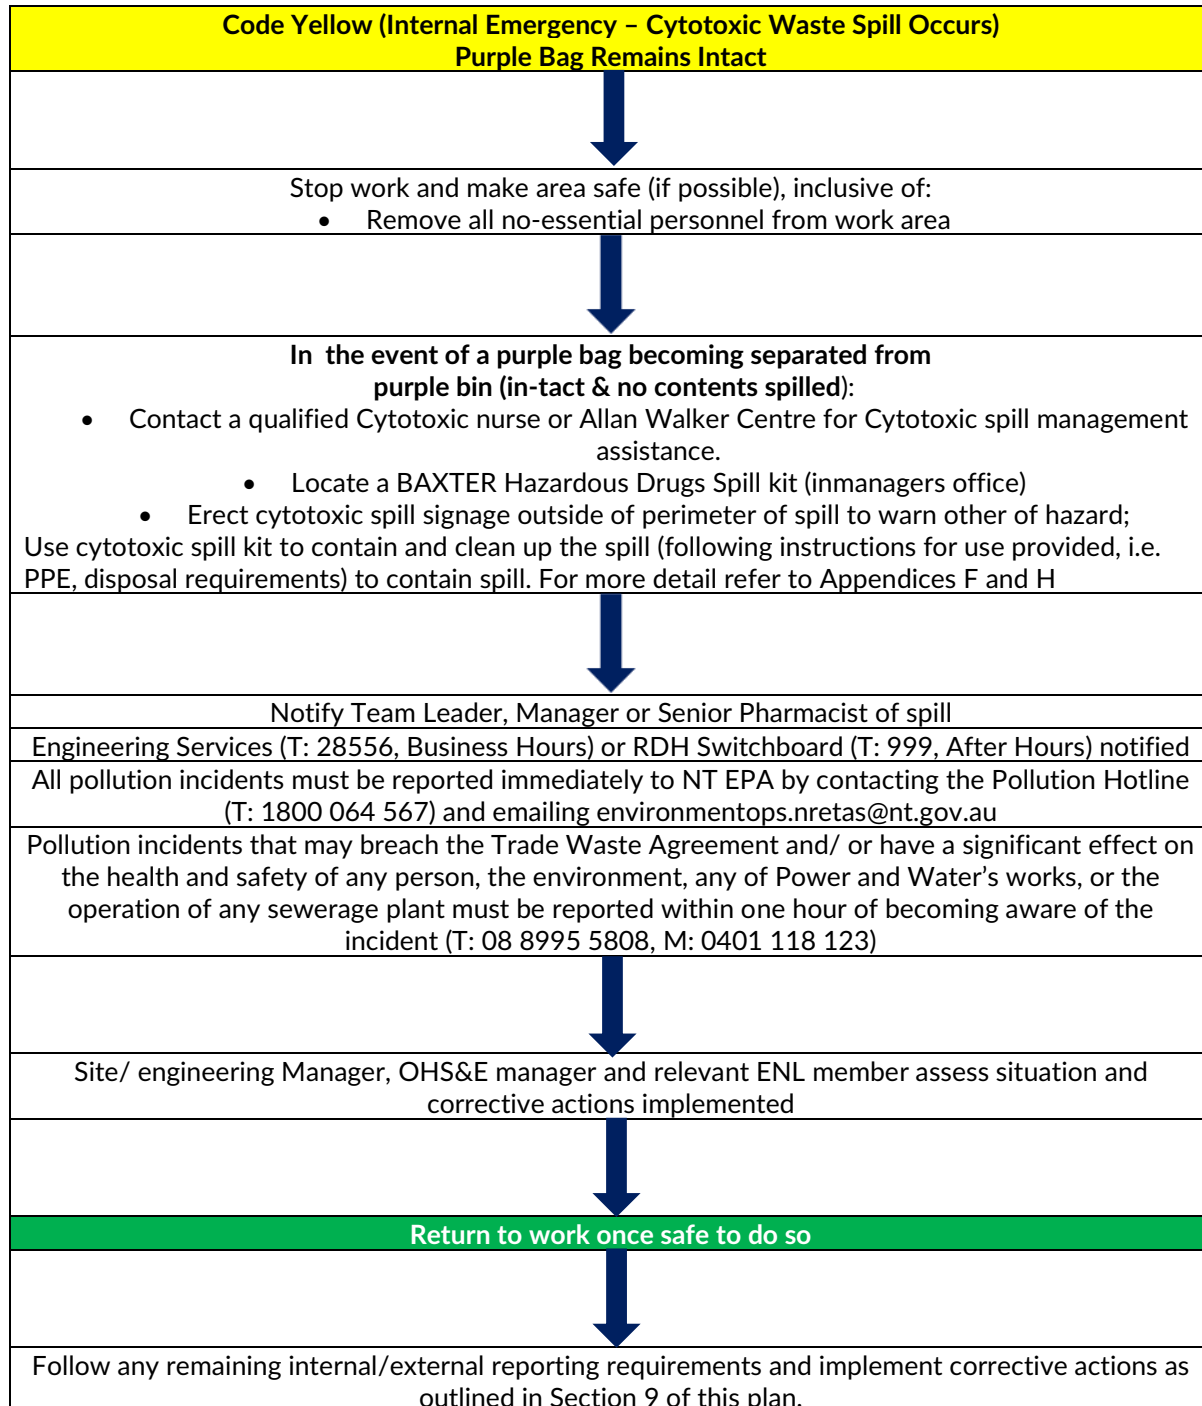 Code Yellow (Internal Emergency – Cytotoxic Waste Spill Occurs)
Purple Bag Remains Intact
Stop work and make area safe (if possible), inclusive of:
• Remove all no-essential personnel from work area
In  the event of a purple bag becoming separated from
purple bin (in-tact & no contents spilled):
• Contact a qualified Cytotoxic nurse or Allan Walker Centre for Cytotoxic spill management
assistance.
• Locate a BAXTER Hazardous Drugs Spill kit (inmanagers office)
• Erect cytotoxic spill signage outside of perimeter of spill to warn other of hazard;
Use cytotoxic spill kit to contain and clean up the spill (following instructions for use provided, i.e.
PPE, disposal requirements) to contain spill. For more detail refer to Appendices F and H
Notify Team Leader, Manager or Senior Pharmacist of spill
Engineering Services (T: 28556, Business Hours) or RDH Switchboard (T: 999, After Hours) notified
All pollution incidents must be reported immediately to NT EPA by contacting the Pollution Hotline
(T: 1800 064 567) and emailing environmentops.nretas@nt.gov.au
Pollution incidents that may breach the Trade Waste Agreement and/ or have a significant effect on
the health and safety of any person, the environment, any of Power and Water’s works, or the
operation of any sewerage plant must be reported within one hour of becoming aware of the
incident (T: 08 8995 5808, M: 0401 118 123)
Site/ engineering Manager, OHS&E manager and relevant ENL member assess situation and
corrective actions implemented
Return to work once safe to do so
Follow any remaining internal/external reporting requirements and implement corrective actions as
outlined in Section 9 of this plan.